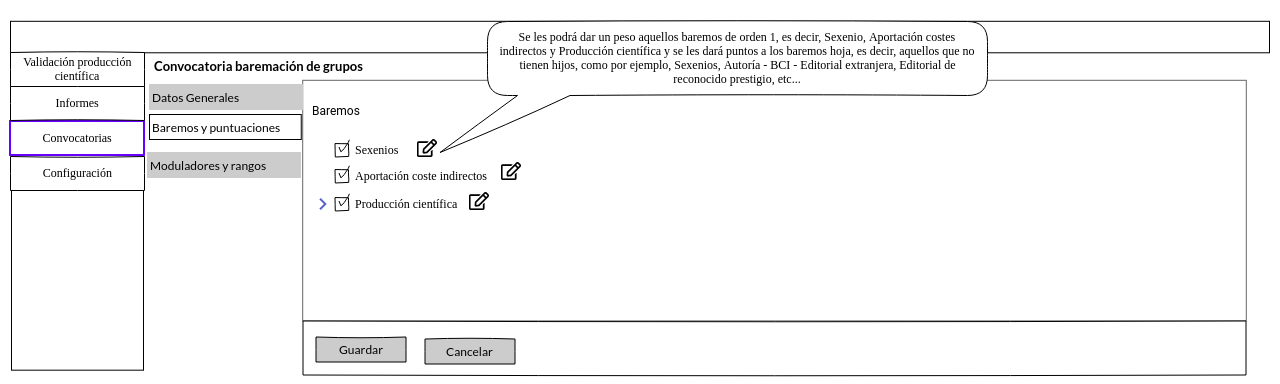 Se les podrá dar un peso aquellos baremos de orden 1, es decir, Sexenio, Aportación costes
indirectos y Producción científica y se les dará puntos a los baremos hoja, es decir, aquellos que no
tienen hijos, como por ejemplo, Sexenios, Autoría - BCI - Editorial extranjera, Editorial de
reconocido prestigio, etc...
Validación producción
científica
Informes
Convocatorias
Configuración
Convocatoria baremación de grupos
Datos Generales
Baremos y puntuaciones
Moduladores y rangos
Baremos
Sexenios
Aportación coste indirectos
Producción científica
Guardar
Cancelar